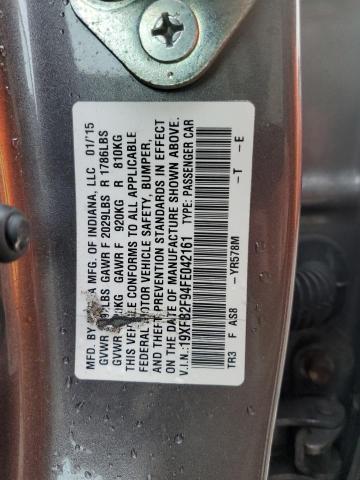 MFD. BY A MFG. OF INDIANA, LLC 01/'15
GVWR LBS GAWR F 2029LBS R 1786LBS
GVWR KG GAWR F 920KG R 810KG
THIS VEHICLE CONFORMS TO ALL APPLICABLE
FEDERAL MOTOR VEHICLE SAFETY, BUMPER,
AND THEFT PREVENTION STANDARDS IN EFFECT
ON THE DATE OF MANUFACTURE SHOWN ABOVE.
V.I.N.:19XFB2F94FE042161 TYPE: PASSENGER CAR
TR3 F AS8 -YR578M -T -E